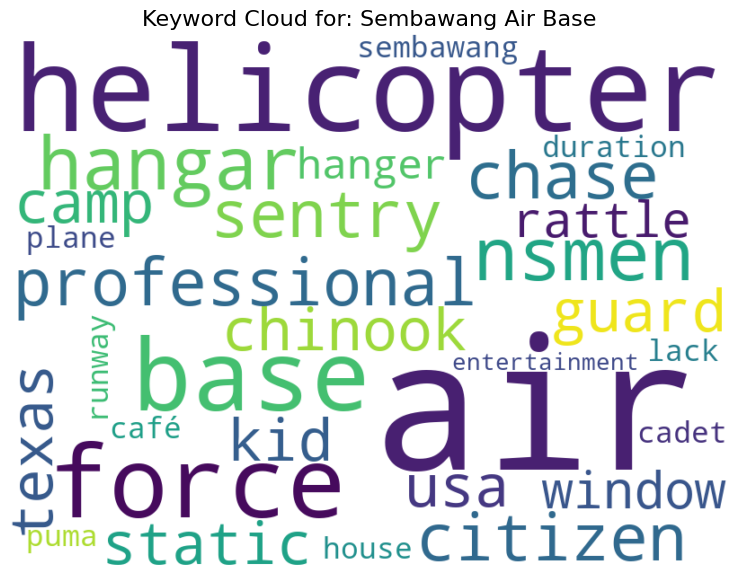 Keyword Cloud for: Sembawang Air Base
sembawang
helicopter
duration
hangar
hanger
chase
camp
sentry
rattle
plane
nsmen
professional
guard
chinook
runway
base
air
entertainment
lack
texas
café
kid
cadet
force
usa
window
puma
static
house
citizen